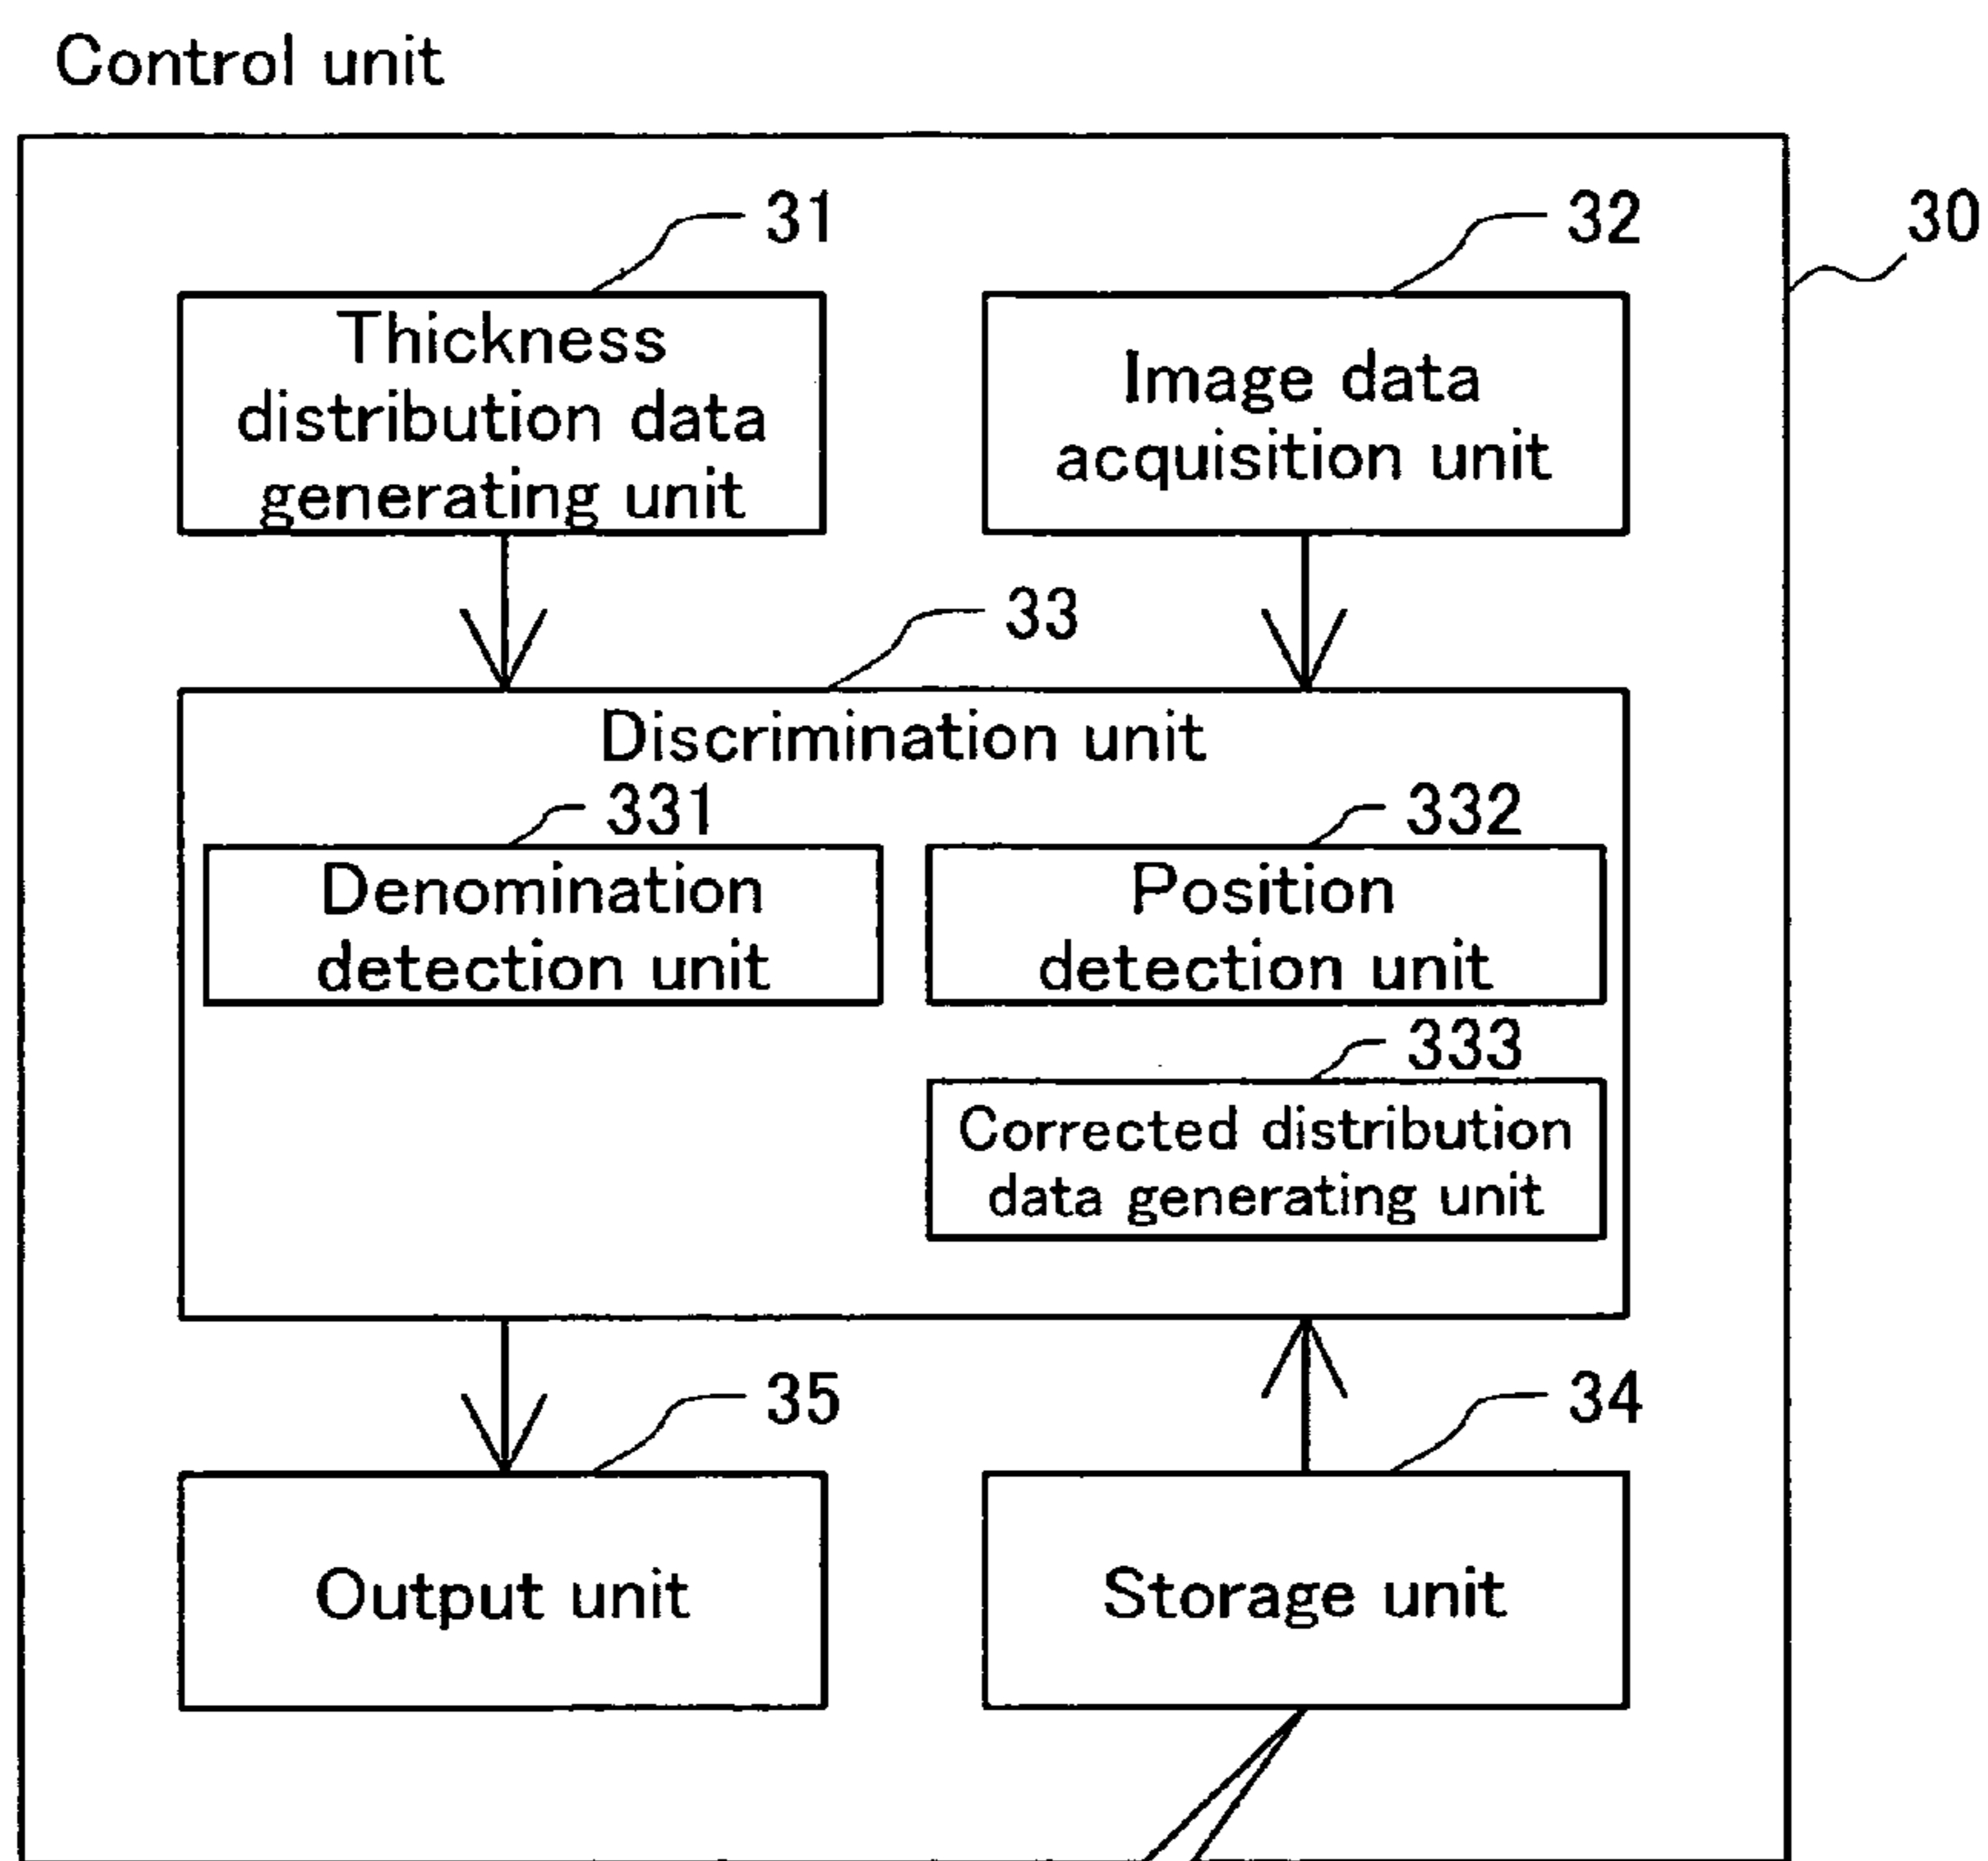 Control unit
31
32
30
Thickness
distribution data
generating unit
Image data
acquisition unit
33
Discrimination unit
331
332
Denomination
detection unit
Position
detection unit
333
Corrected distribution
data generating unit
35
34
Output unit
Storage unit